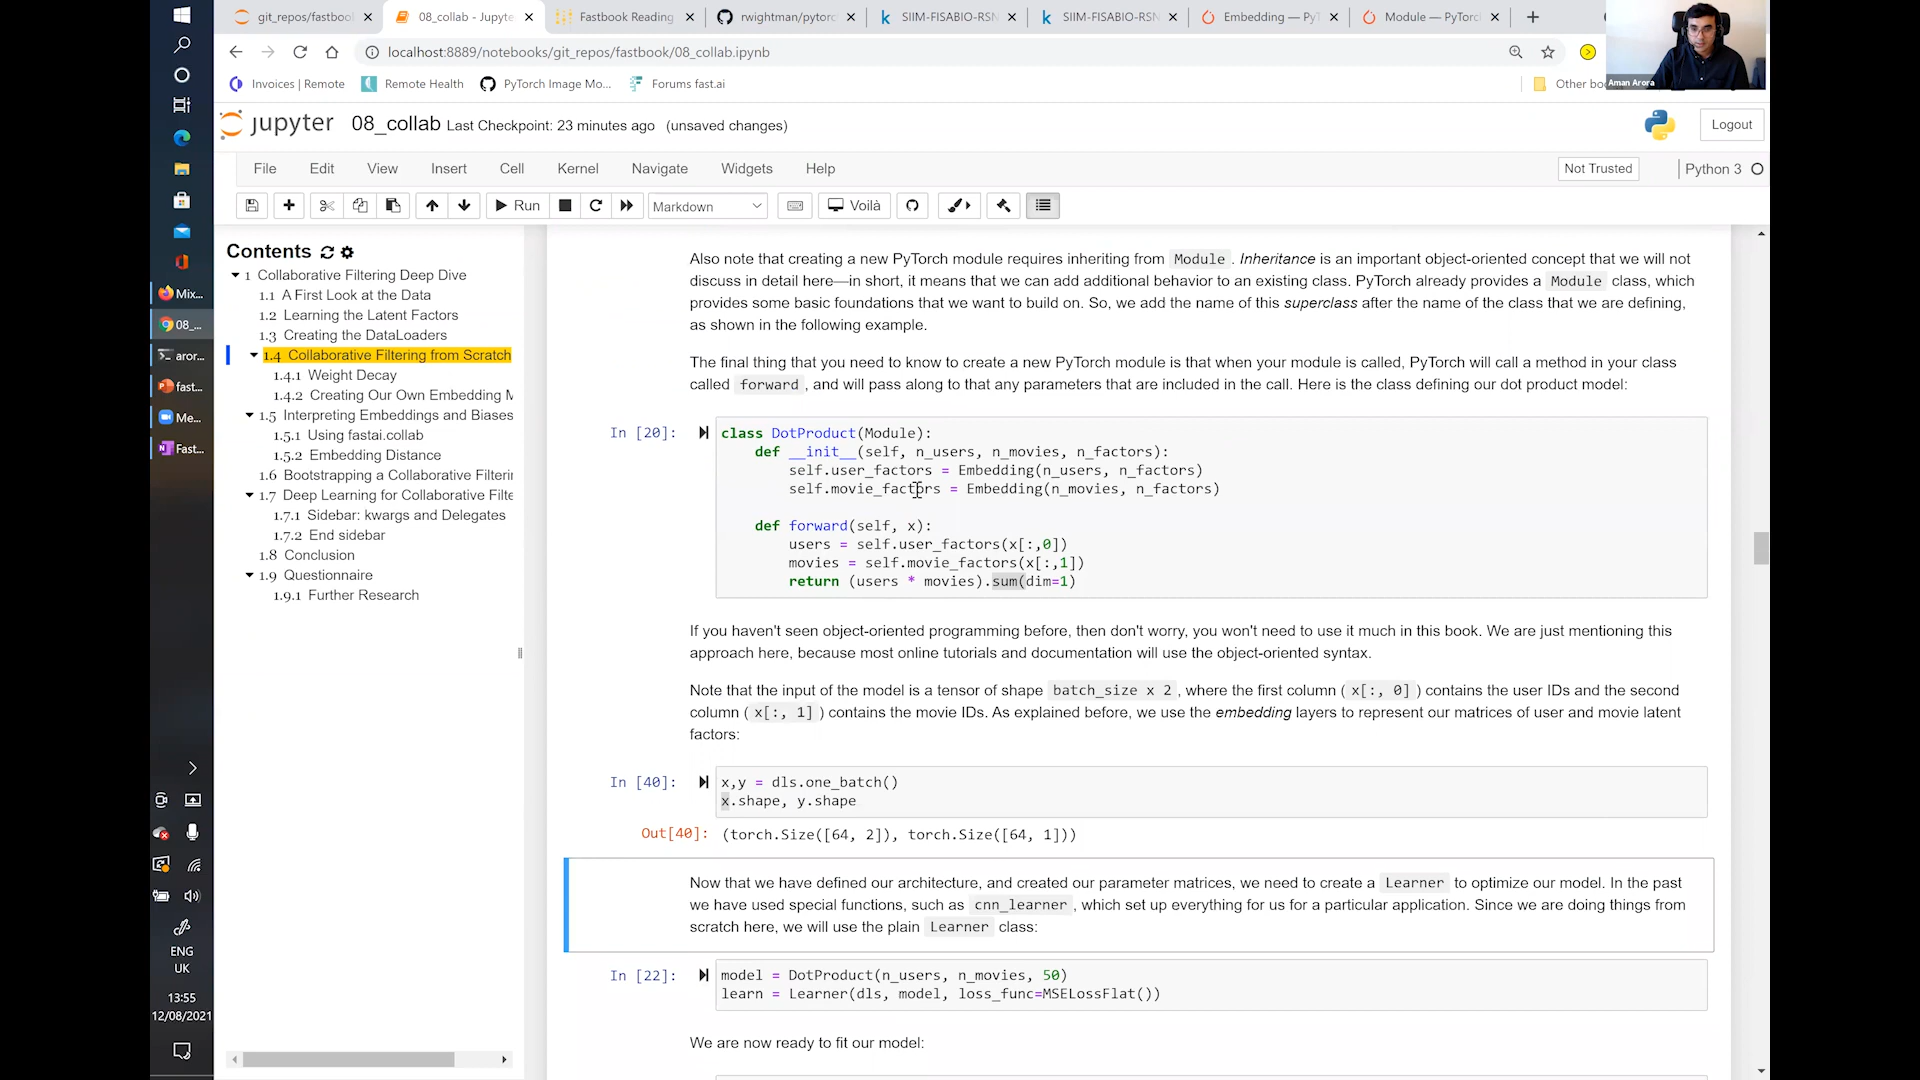 git_repos/fastboo
08_collab - Jupyte
Fastbook Reading
rwightman/pytorc
SIIM-FISABIO-RSN
SIIM-FISABIO-RSN
Embedding — PyT
Module — PyTorc
localhost:8889/notebooks/git_repos/fastbook/08_collab.ipynb
Aman Arora
Invoices | Remote
Remote Health
PyTorch Image Mo...
Forums fast.ai
Other boo
jupyter 08_collab Last Checkpoint: 23 minutes ago (unsaved changes)
Logout
File Edit View Insert Cell Kernel Navigate Widgets Help
Not Trusted
Python 3
Run
Markdown
Voilà
Contents
1 Collaborative Filtering Deep Dive
1.1 A First Look at the Data
1.2 Learning the Latent Factors
1.3 Creating the DataLoaders
1.4 Collaborative Filtering from Scratch
1.4.1 Weight Decay
1.4.2 Creating Our Own Embedding M
1.5 Interpreting Embeddings and Biases
1.5.1 Using fastai.collab
1.5.2 Embedding Distance
1.6 Bootstrapping a Collaborative Filterin
1.7 Deep Learning for Collaborative Filte
1.7.1 Sidebar: kwargs and Delegates
1.7.2 End sidebar
1.8 Conclusion
1.9 Questionnaire
1.9.1 Further Research
Mix...
08_...
aror...
fast...
Me...
Fast...
ENG
UK
13:55
12/08/2021
Also note that creating a new PyTorch module requires inheriting from Module . Inheritance is an important object-oriented concept that we will not
discuss in detail here—in short, it means that we can add additional behavior to an existing class. PyTorch already provides a Module class, which
provides some basic foundations that we want to build on. So, we add the name of this superclass after the name of the class that we are defining,
as shown in the following example.
The final thing that you need to know to create a new PyTorch module is that when your module is called, PyTorch will call a method in your class
called forward , and will pass along to that any parameters that are included in the call. Here is the class defining our dot product model:
In [20]:
class DotProduct(Module):
def __init__(self, n_users, n_movies, n_factors):
self.user_factors = Embedding(n_users, n_factors)
self.movie_factors = Embedding(n_movies, n_factors)
def forward(self, x):
users = self.user_factors(x[:,0])
movies = self.movie_factors(x[:,1])
return (users * movies).sum(dim=1)
If you haven't seen object-oriented programming before, then don't worry, you won't need to use it much in this book. We are just mentioning this
approach here, because most online tutorials and documentation will use the object-oriented syntax.
Note that the input of the model is a tensor of shape batch_size x 2 , where the first column ( x[:, 0] ) contains the user IDs and the second
column ( x[:, 1] ) contains the movie IDs. As explained before, we use the embedding layers to represent our matrices of user and movie latent
factors:
In [40]:
x,y = dls.one_batch()
x.shape, y.shape
Out[40]: (torch.Size([64, 2]), torch.Size([64, 1]))
Now that we have defined our architecture, and created our parameter matrices, we need to create a Learner to optimize our model. In the past
we have used special functions, such as cnn_learner , which set up everything for us for a particular application. Since we are doing things from
scratch here, we will use the plain Learner class:
In [22]:
model = DotProduct(n_users, n_movies, 50)
learn = Learner(dls, model, loss_func=MSELossFlat())
We are now ready to fit our model: